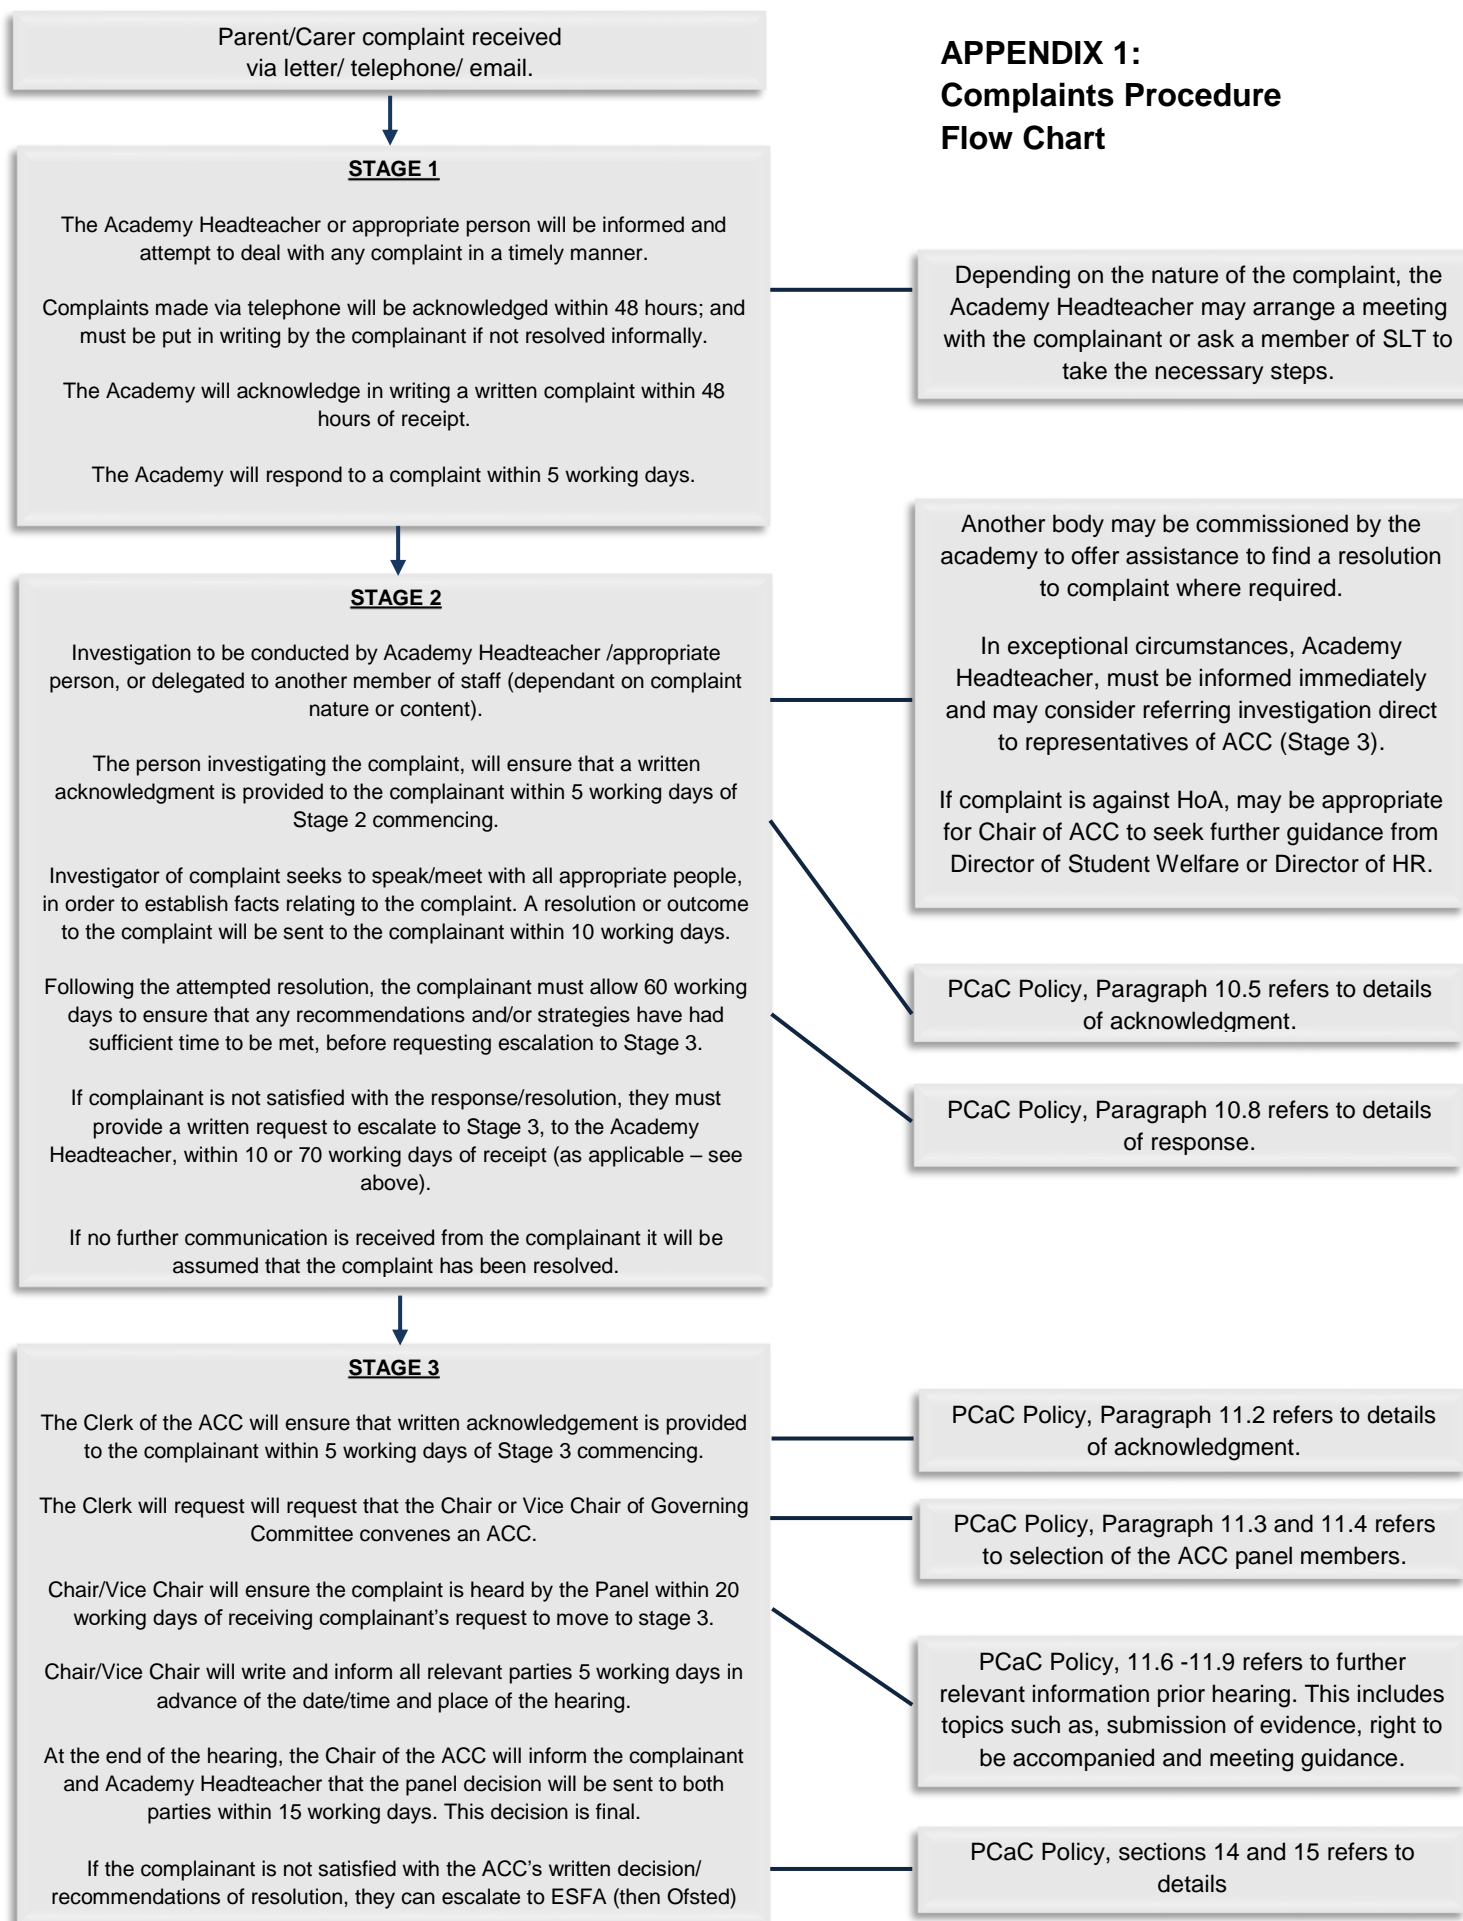 Parent/Carer complaint received
via letter/ telephone/ email.
APPENDIX 1:
Complaints Procedure
Flow Chart
STAGE 1
The Academy Headteacher or appropriate person will be informed and
attempt to deal with any complaint in a timely manner.
Complaints made via telephone will be acknowledged within 48 hours; and
must be put in writing by the complainant if not resolved informally.
The Academy will acknowledge in writing a written complaint within 48
hours of receipt.
The Academy will respond to a complaint within 5 working days.
Depending on the nature of the complaint, the
Academy Headteacher may arrange a meeting
with the complainant or ask a member of SLT to
take the necessary steps.
STAGE 2
Investigation to be conducted by Academy Headteacher /appropriate
person, or delegated to another member of staff (dependant on complaint
nature or content).
The person investigating the complaint, will ensure that a written
acknowledgment is provided to the complainant within 5 working days of
Stage 2 commencing.
Investigator of complaint seeks to speak/meet with all appropriate people,
in order to establish facts relating to the complaint. A resolution or outcome
to the complaint will be sent to the complainant within 10 working days.
Following the attempted resolution, the complainant must allow 60 working
days to ensure that any recommendations and/or strategies have had
sufficient time to be met, before requesting escalation to Stage 3.
If complainant is not satisfied with the response/resolution, they must
provide a written request to escalate to Stage 3, to the Academy
Headteacher, within 10 or 70 working days of receipt (as applicable – see
above).
If no further communication is received from the complainant it will be
assumed that the complaint has been resolved.
Another body may be commissioned by the
academy to offer assistance to find a resolution
to complaint where required.
In exceptional circumstances, Academy
Headteacher, must be informed immediately
and may consider referring investigation direct
to representatives of ACC (Stage 3).
If complaint is against HoA, may be appropriate
for Chair of ACC to seek further guidance from
Director of Student Welfare or Director of HR.
PCaC Policy, Paragraph 10.5 refers to details
of acknowledgment.
PCaC Policy, Paragraph 10.8 refers to details
of response.
STAGE 3
The Clerk of the ACC will ensure that written acknowledgement is provided
to the complainant within 5 working days of Stage 3 commencing.
The Clerk will request will request that the Chair or Vice Chair of Governing
Committee convenes an ACC.
Chair/Vice Chair will ensure the complaint is heard by the Panel within 20
working days of receiving complainant’s request to move to stage 3.
Chair/Vice Chair will write and inform all relevant parties 5 working days in
advance of the date/time and place of the hearing.
At the end of the hearing, the Chair of the ACC will inform the complainant
and Academy Headteacher that the panel decision will be sent to both
parties within 15 working days. This decision is final.
If the complainant is not satisfied with the ACC’s written decision/
recommendations of resolution, they can escalate to ESFA (then Ofsted)
PCaC Policy, Paragraph 11.2 refers to details
of acknowledgment.
PCaC Policy, Paragraph 11.3 and 11.4 refers
to selection of the ACC panel members.
PCaC Policy, 11.6 -11.9 refers to further
relevant information prior hearing. This includes
topics such as, submission of evidence, right to
be accompanied and meeting guidance.
PCaC Policy, sections 14 and 15 refers to
details